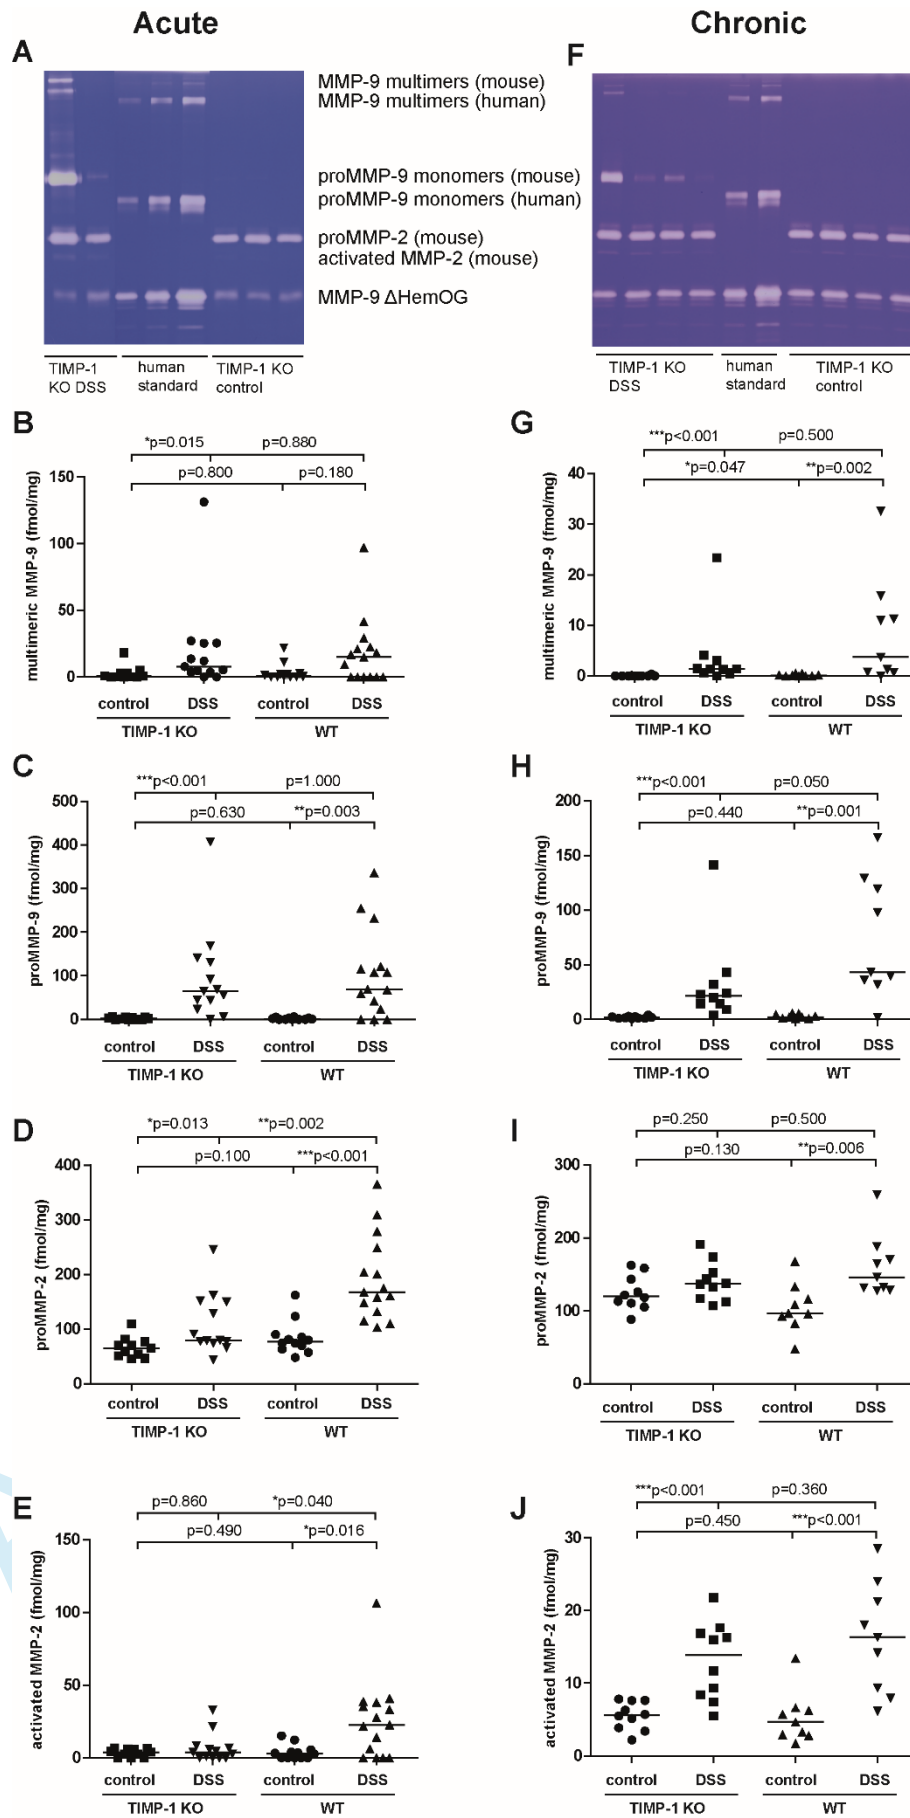 Acute
Chronic
A
MMP-9 multimers (mouse)
MMP-9 multimers (human)
proMMP-9 monomers (mouse)
proMMP-9 monomers (human)
proMMP-2 (mouse)
activated MMP-2 (mouse)
MMP-9 ΔHemOG
TIMP-1
KO DSS
human
standard
TIMP-1 KO
control
F
TIMP-1 KO
DSS
human
standard
TIMP-1 KO
control
B
*p=0.015
p=0.880
p=0.800
p=0.180
multimeric MMP-9 (fmol/mg)
150
100
50
0
control
DSS
control
DSS
TIMP-1 KO
WT
G
***p<0.001
p=0.500
*p=0.047
**p=0.002
multimeric MMP-9 (fmol/mg)
40
30
20
10
0
control
DSS
control
DSS
TIMP-1 KO
WT
C
***p<0.001
p=1.000
p=0.630
**p=0.003
proMMP-9 (fmol/mg)
500
400
300
200
100
0
control
DSS
control
DSS
TIMP-1 KO
WT
H
***p<0.001
p=0.050
p=0.440
**p=0.001
proMMP-9 (fmol/mg)
200
150
100
50
0
control
DSS
control
DSS
TIMP-1 KO
WT
D
*p=0.013
**p=0.002
p=0.100
***p<0.001
proMMP-2 (fmol/mg)
400
300
200
100
0
control
DSS
control
DSS
TIMP-1 KO
WT
I
p=0.250
p=0.500
p=0.130
**p=0.006
proMMP-2 (fmol/mg)
300
200
100
0
control
DSS
control
DSS
TIMP-1 KO
WT
E
p=0.860
*p=0.040
p=0.490
*p=0.016
activated MMP-2 (fmol/mg)
150
100
50
0
control
DSS
control
DSS
TIMP-1 KO
WT
J
***p<0.001
p=0.360
p=0.450
***p<0.001
activated MMP-2 (fmol/mg)
30
20
10
0
control
DSS
control
DSS
TIMP-1 KO
WT